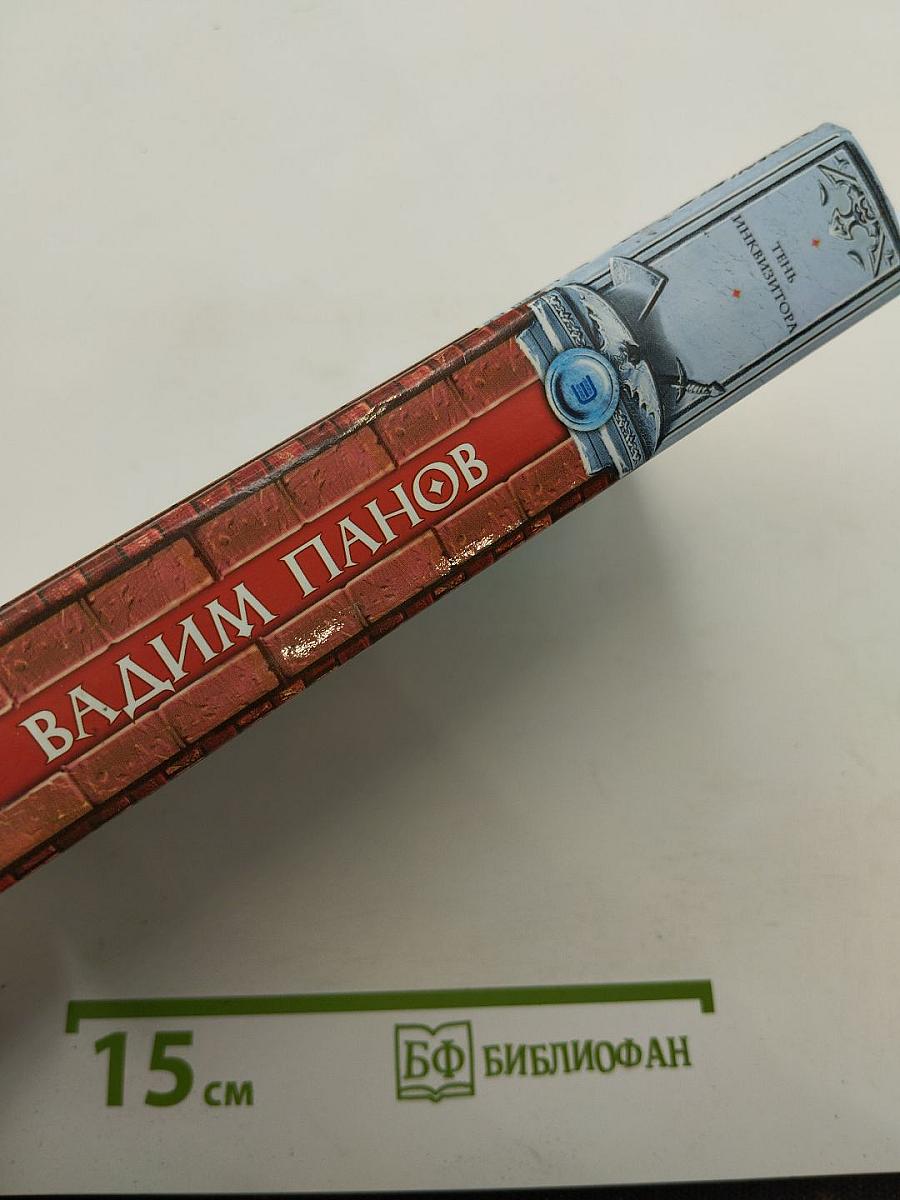 ТЕНЬ
ИНКВИЗИТОРА
Э
ВАДИМ ПАНОВ
15 см
БФ БИБЛИОФАН